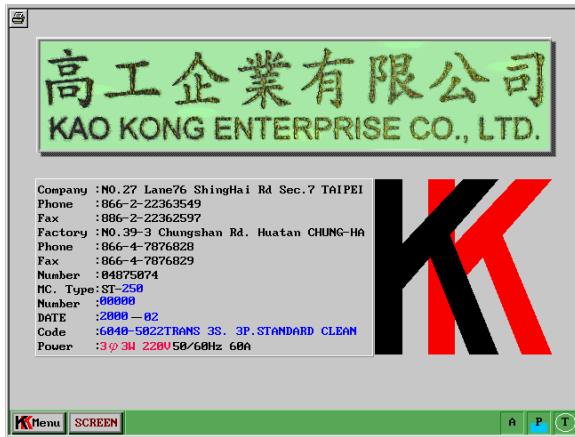 高工企業有限公司
KAO KONG ENTERPRISE CO., LTD.
Company :NO.27 Lane76 ShingHai Rd Sec.7 TAIPEI
Phone :866-2-22363549
Fax :886-2-22362597
Factory :NO.39-3 Chungshan Rd. Huatan CHUNG-HA
Phone :866-4-7876828
Fax :866-4-7876829
Number :04875074
MC. Type:ST-250
Number :00000
DATE :2000-02
Code :6040-5022TRANS 3S. 3P.STANDARD CLEAN
Power :3φ3W 220V50/60Hz 60A
KK
KK Menu SCREEN A P T